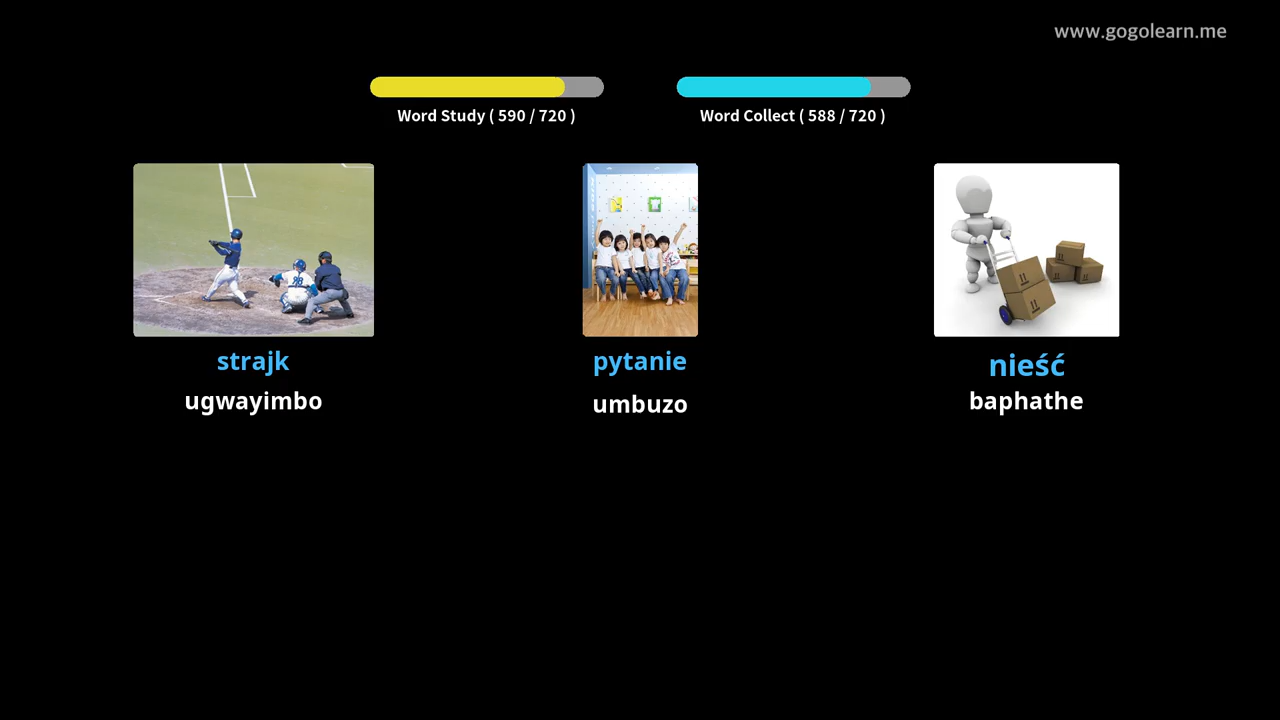 www.gogolearn.me
Word Study ( 590 / 720 )
Word Collect ( 588 / 720 )
strajk
pytanie
nieść
ugwayimbo
umbuzo
baphathe